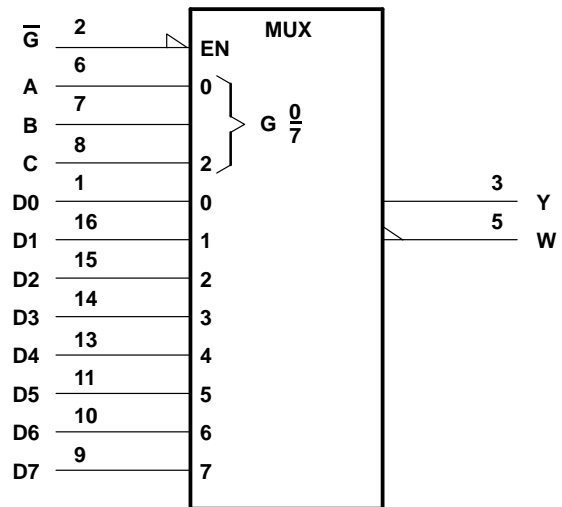 MUX
G̅ 2 EN
A 6 0
B 7 G 0/7
C 8 2
D0 1 0 3 Y
D1 16 1 5 W
D2 15 2
D3 14 3
D4 13 4
D5 11 5
D6 10 6
D7 9 7